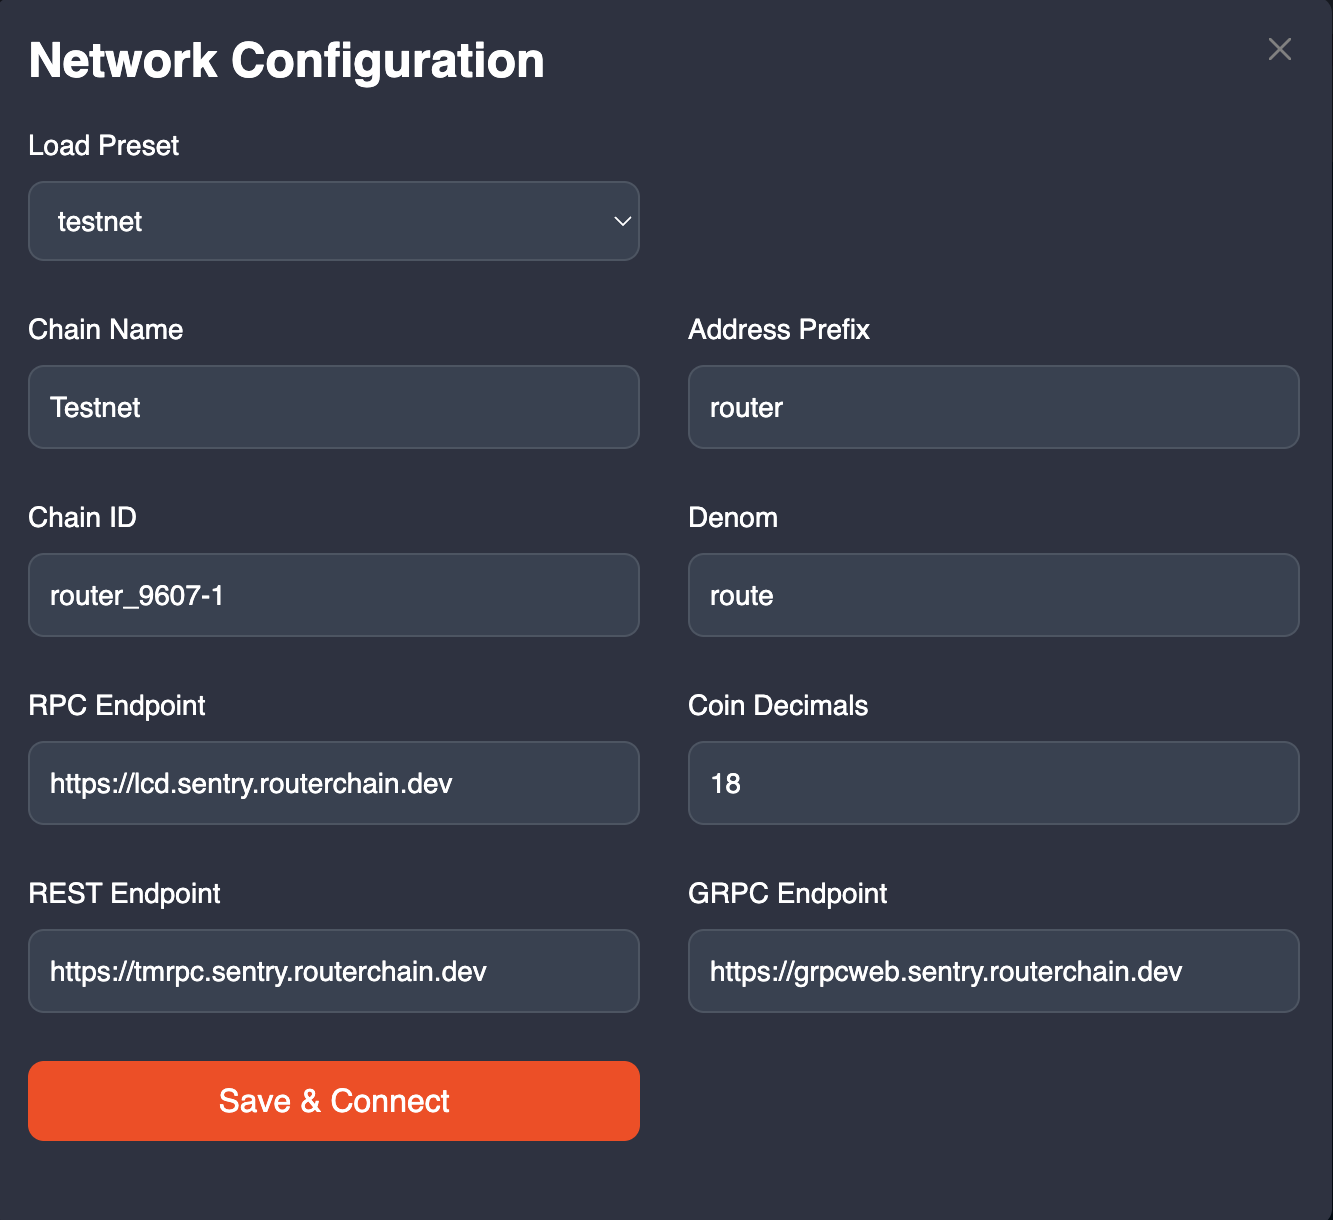 Network Configuration
Load Preset
testnet
Chain Name
Address Prefix
Testnet
router
Chain ID
Denom
router_9607-1
route
RPC Endpoint
Coin Decimals
https://lcd.sentry.routerchain.dev
18
REST Endpoint
GRPC Endpoint
https://tmrpc.sentry.routerchain.dev
https://grpcweb.sentry.routerchain.dev
Save & Connect